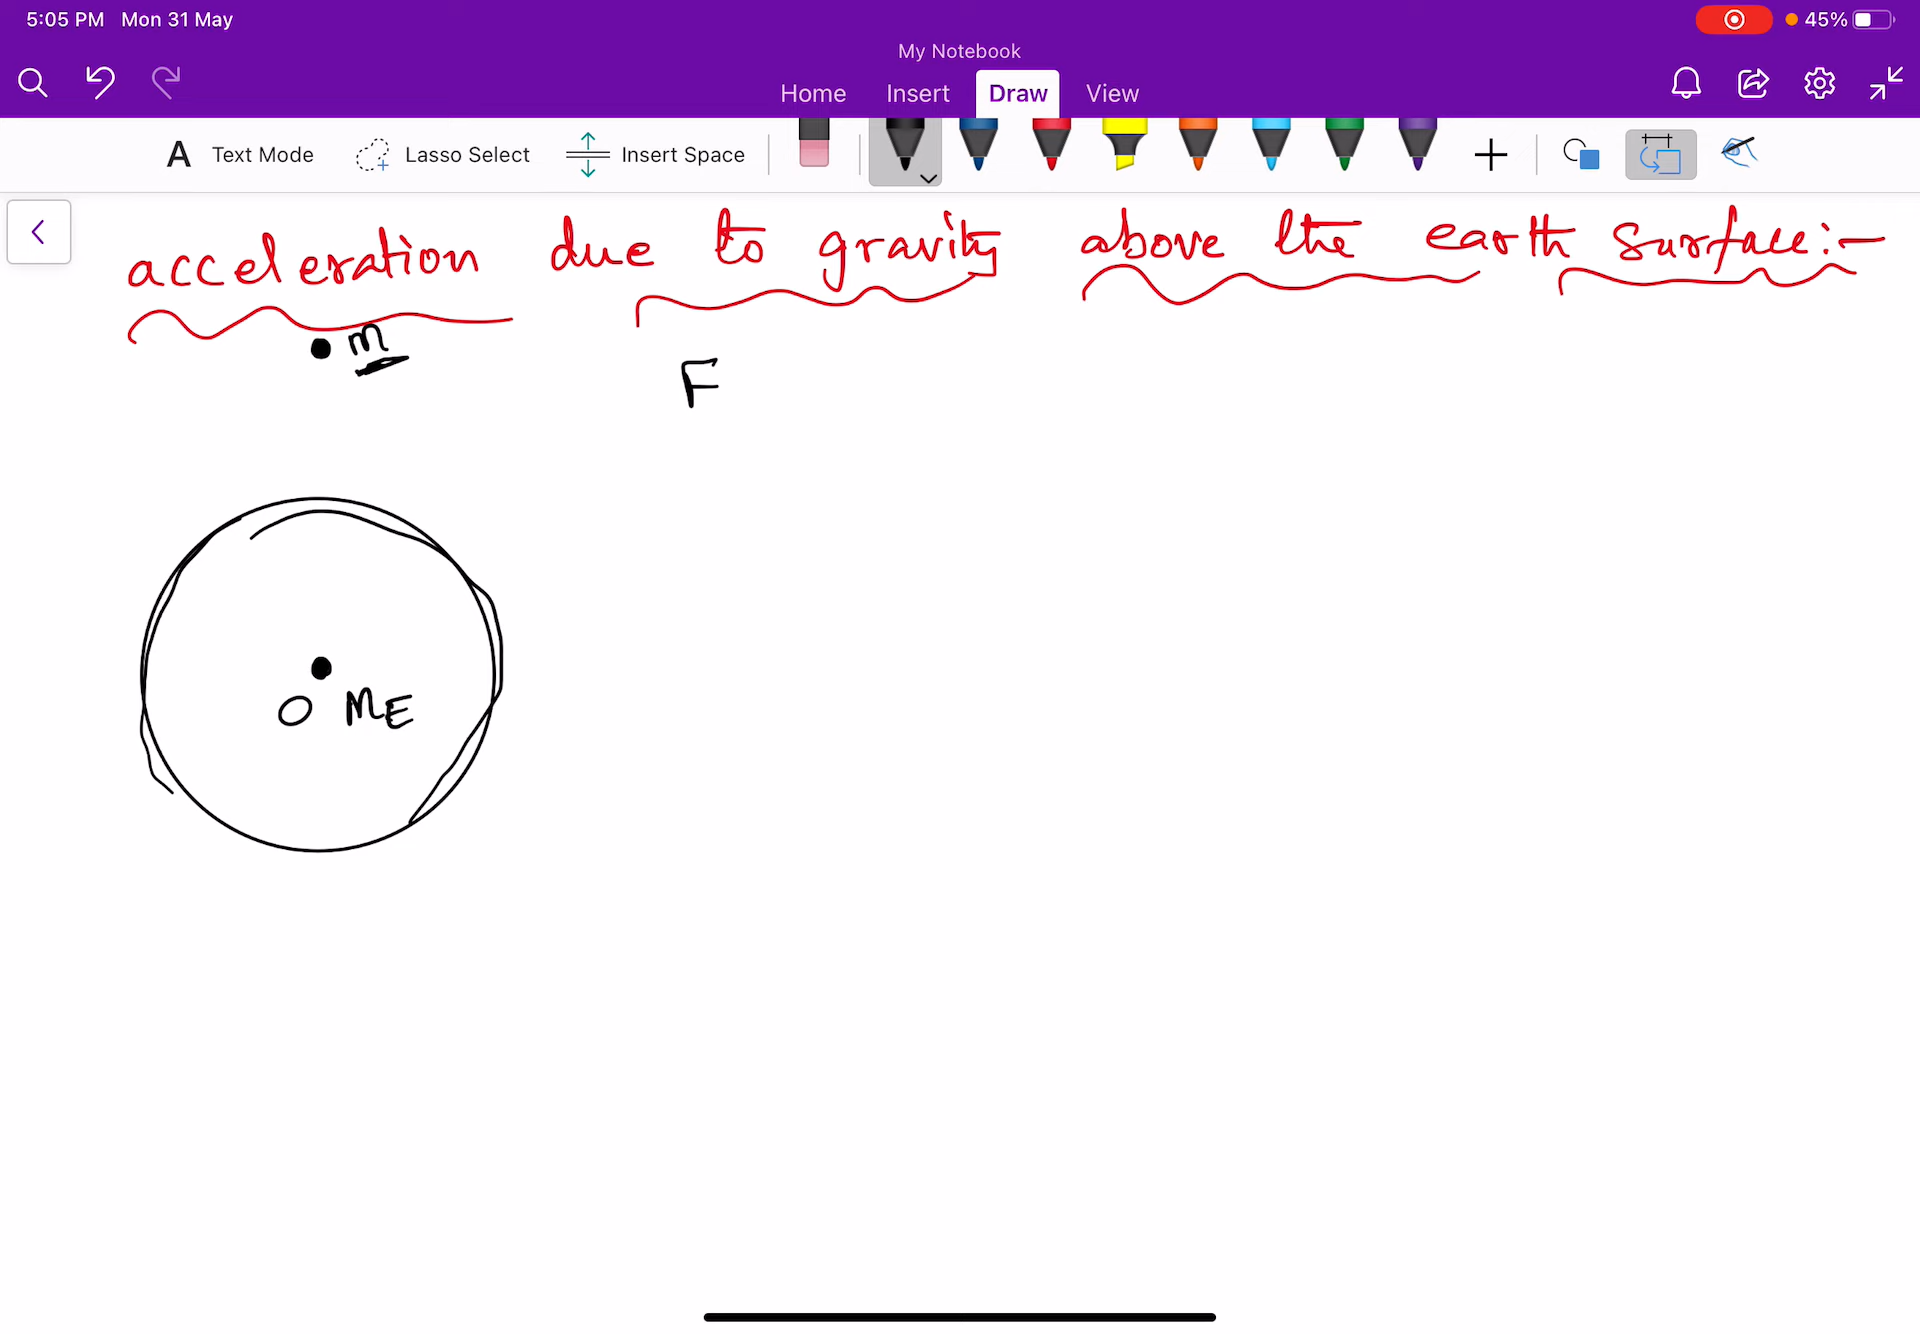 5:05 PM Mon 31 May
45%
My Notebook
Home Insert Draw View
A Text Mode Lasso Select Insert Space
acceleration due to gravity above the earth surface:-
m
F
O ME